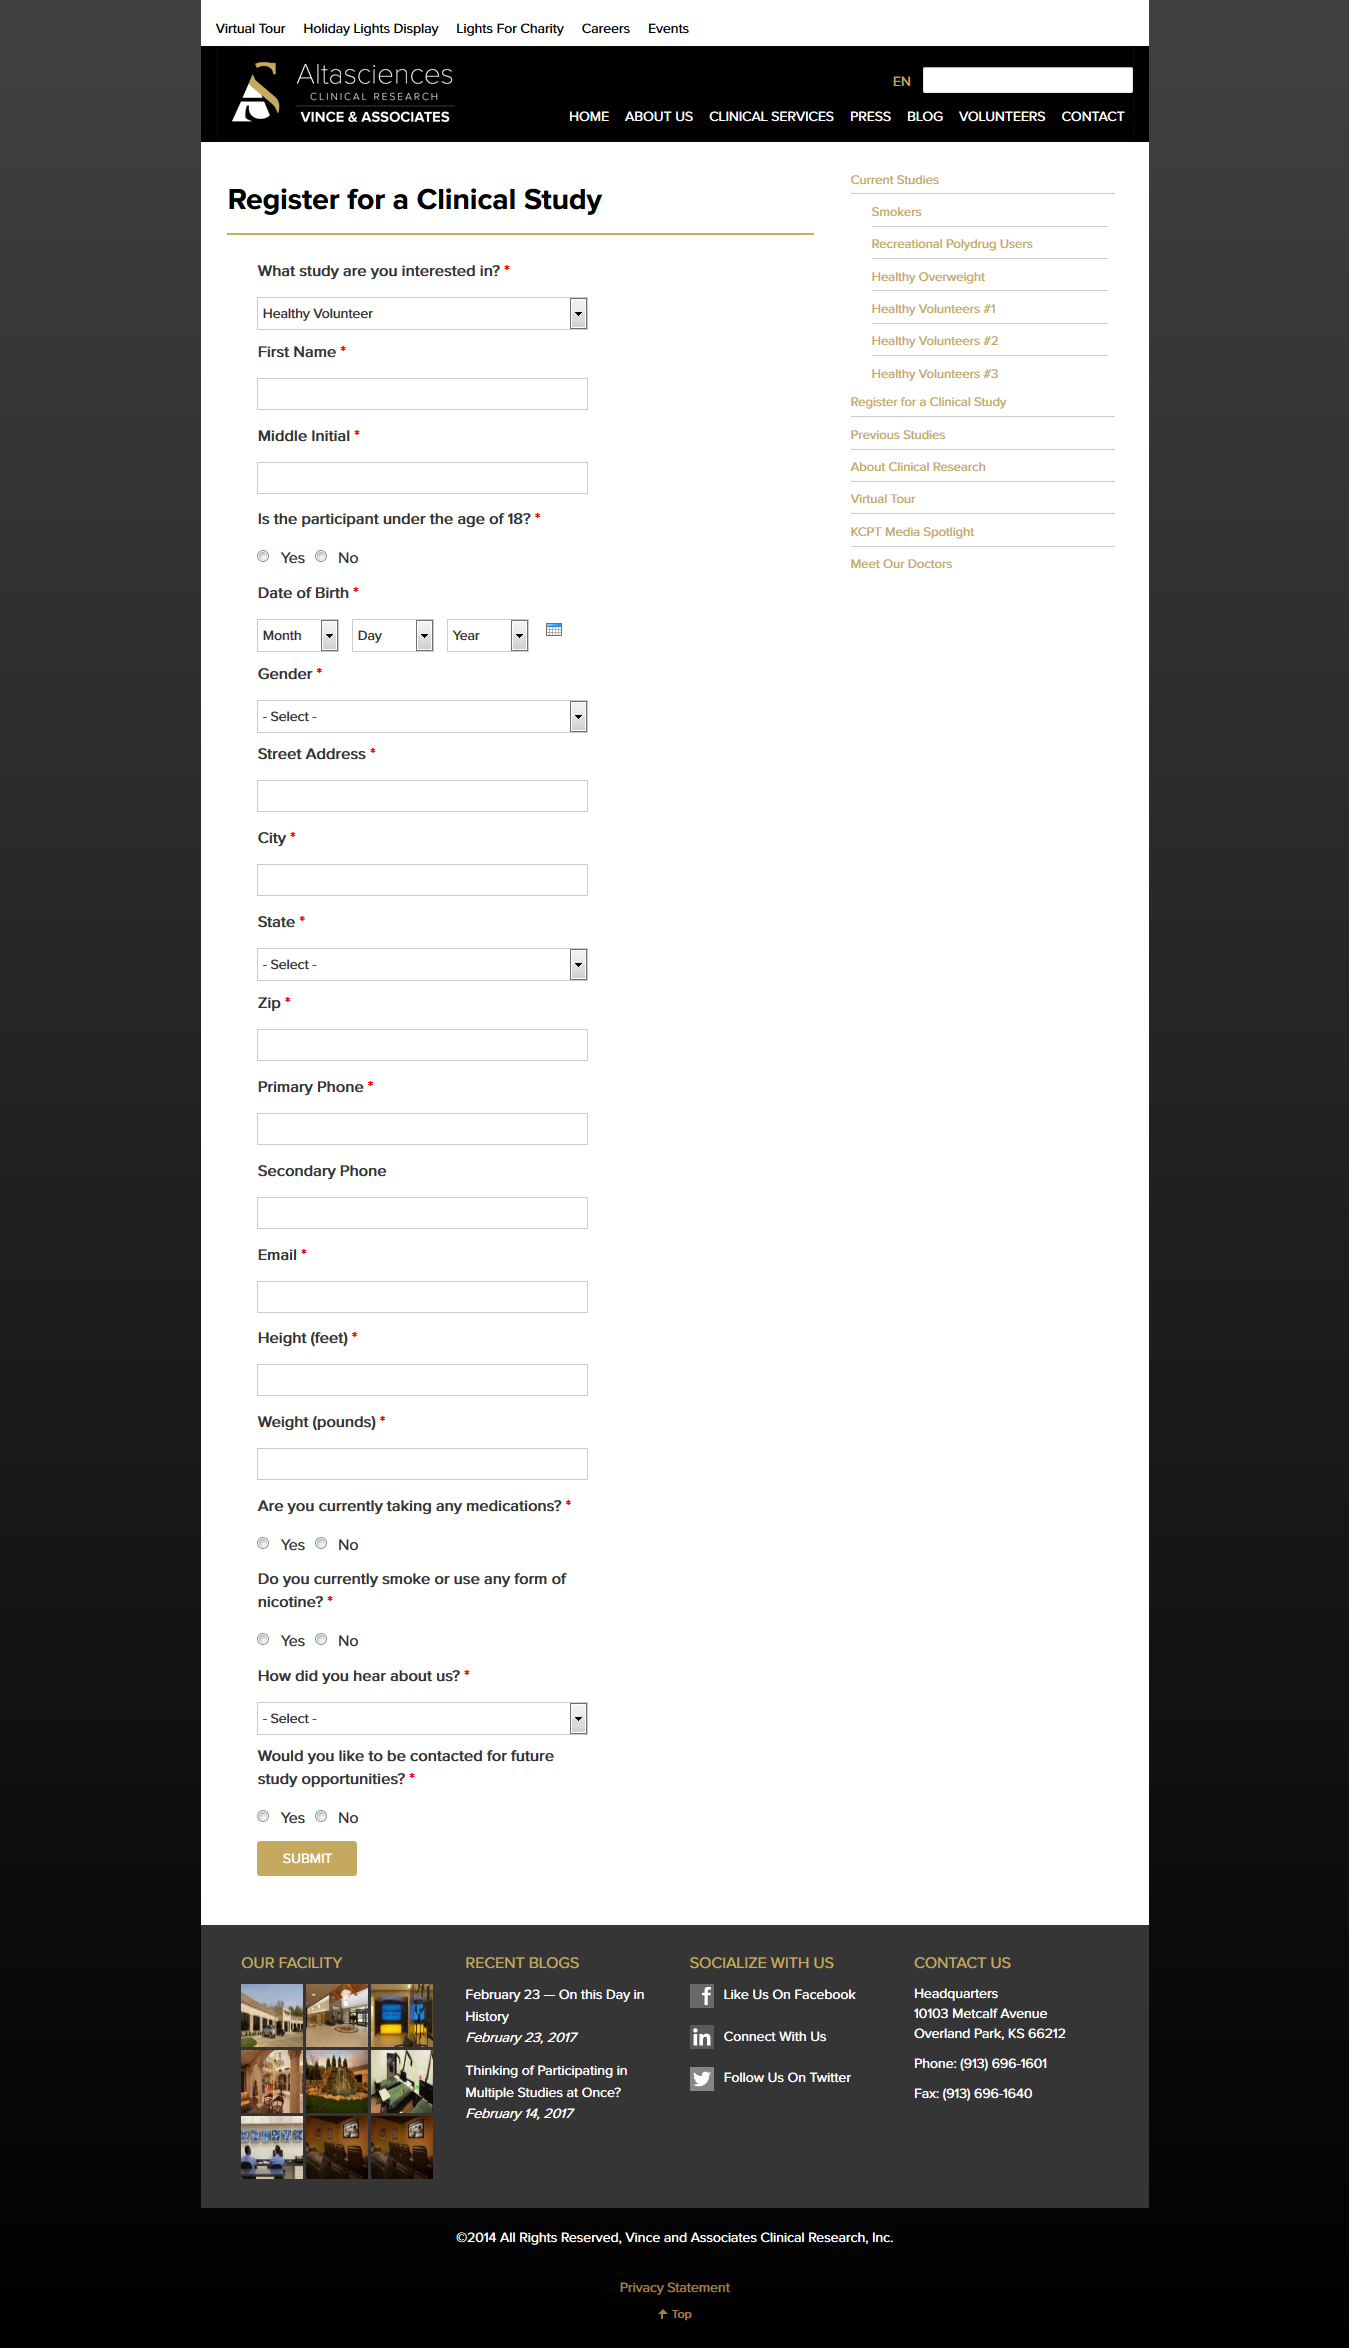 Virtual Tour Holiday Lights Display Lights For Charity Careers Events
Altasciences
CLINICAL RESEARCH
VINCE & ASSOCIATES
EN
HOME ABOUT US CLINICAL SERVICES PRESS BLOG VOLUNTEERS CONTACT
Register for a Clinical Study
What study are you interested in? *
Healthy Volunteer
First Name *
Middle Initial *
Is the participant under the age of 18? *
Yes No
Date of Birth *
Month Day Year
Gender *
- Select -
Street Address *
City *
State *
- Select -
Zip *
Primary Phone *
Secondary Phone
Email *
Height (feet) *
Weight (pounds) *
Are you currently taking any medications? *
Yes No
Do you currently smoke or use any form of
nicotine? *
Yes No
How did you hear about us? *
- Select -
Would you like to be contacted for future
study opportunities? *
Yes No
SUBMIT
Current Studies
Smokers
Recreational Polydrug Users
Healthy Overweight
Healthy Volunteers #1
Healthy Volunteers #2
Healthy Volunteers #3
Register for a Clinical Study
Previous Studies
About Clinical Research
Virtual Tour
KCPT Media Spotlight
Meet Our Doctors
OUR FACILITY
RECENT BLOGS
February 23 — On this Day in
History
February 23, 2017
Thinking of Participating in
Multiple Studies at Once?
February 14, 2017
SOCIALIZE WITH US
Like Us On Facebook
Connect With Us
Follow Us On Twitter
CONTACT US
Headquarters
10103 Metcalf Avenue
Overland Park, KS 66212
Phone: (913) 696-1601
Fax: (913) 696-1640
©2014 All Rights Reserved, Vince and Associates Clinical Research, Inc.
Privacy Statement
Top